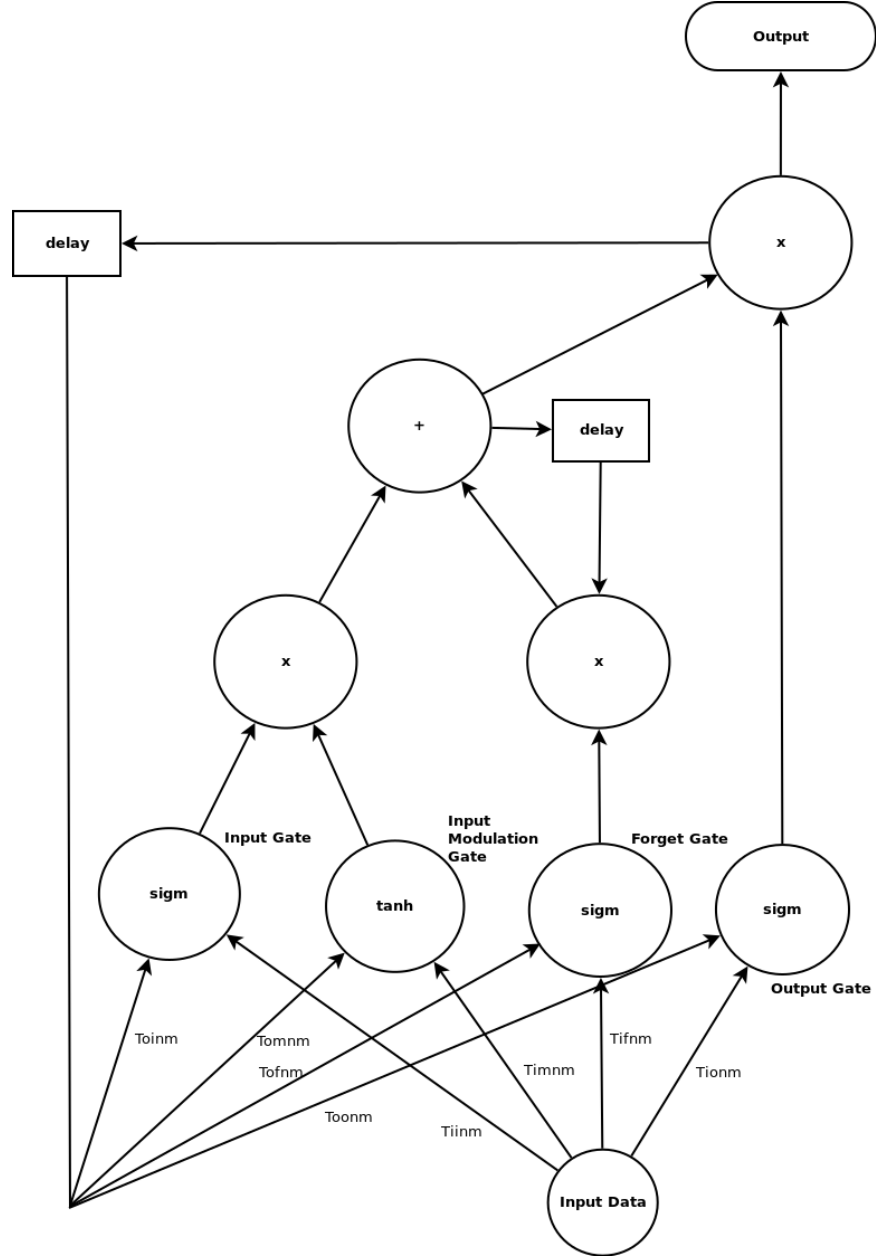 Output
delay
x
+
delay
x
x
Input Gate
Input
Modulation
Gate
Forget Gate
sigm
tanh
sigm
sigm
Output Gate
Toinm
Tomnm
Tofnm
Toonm
Tiinm
Timnm
Tifnm
Tionm
Input Data